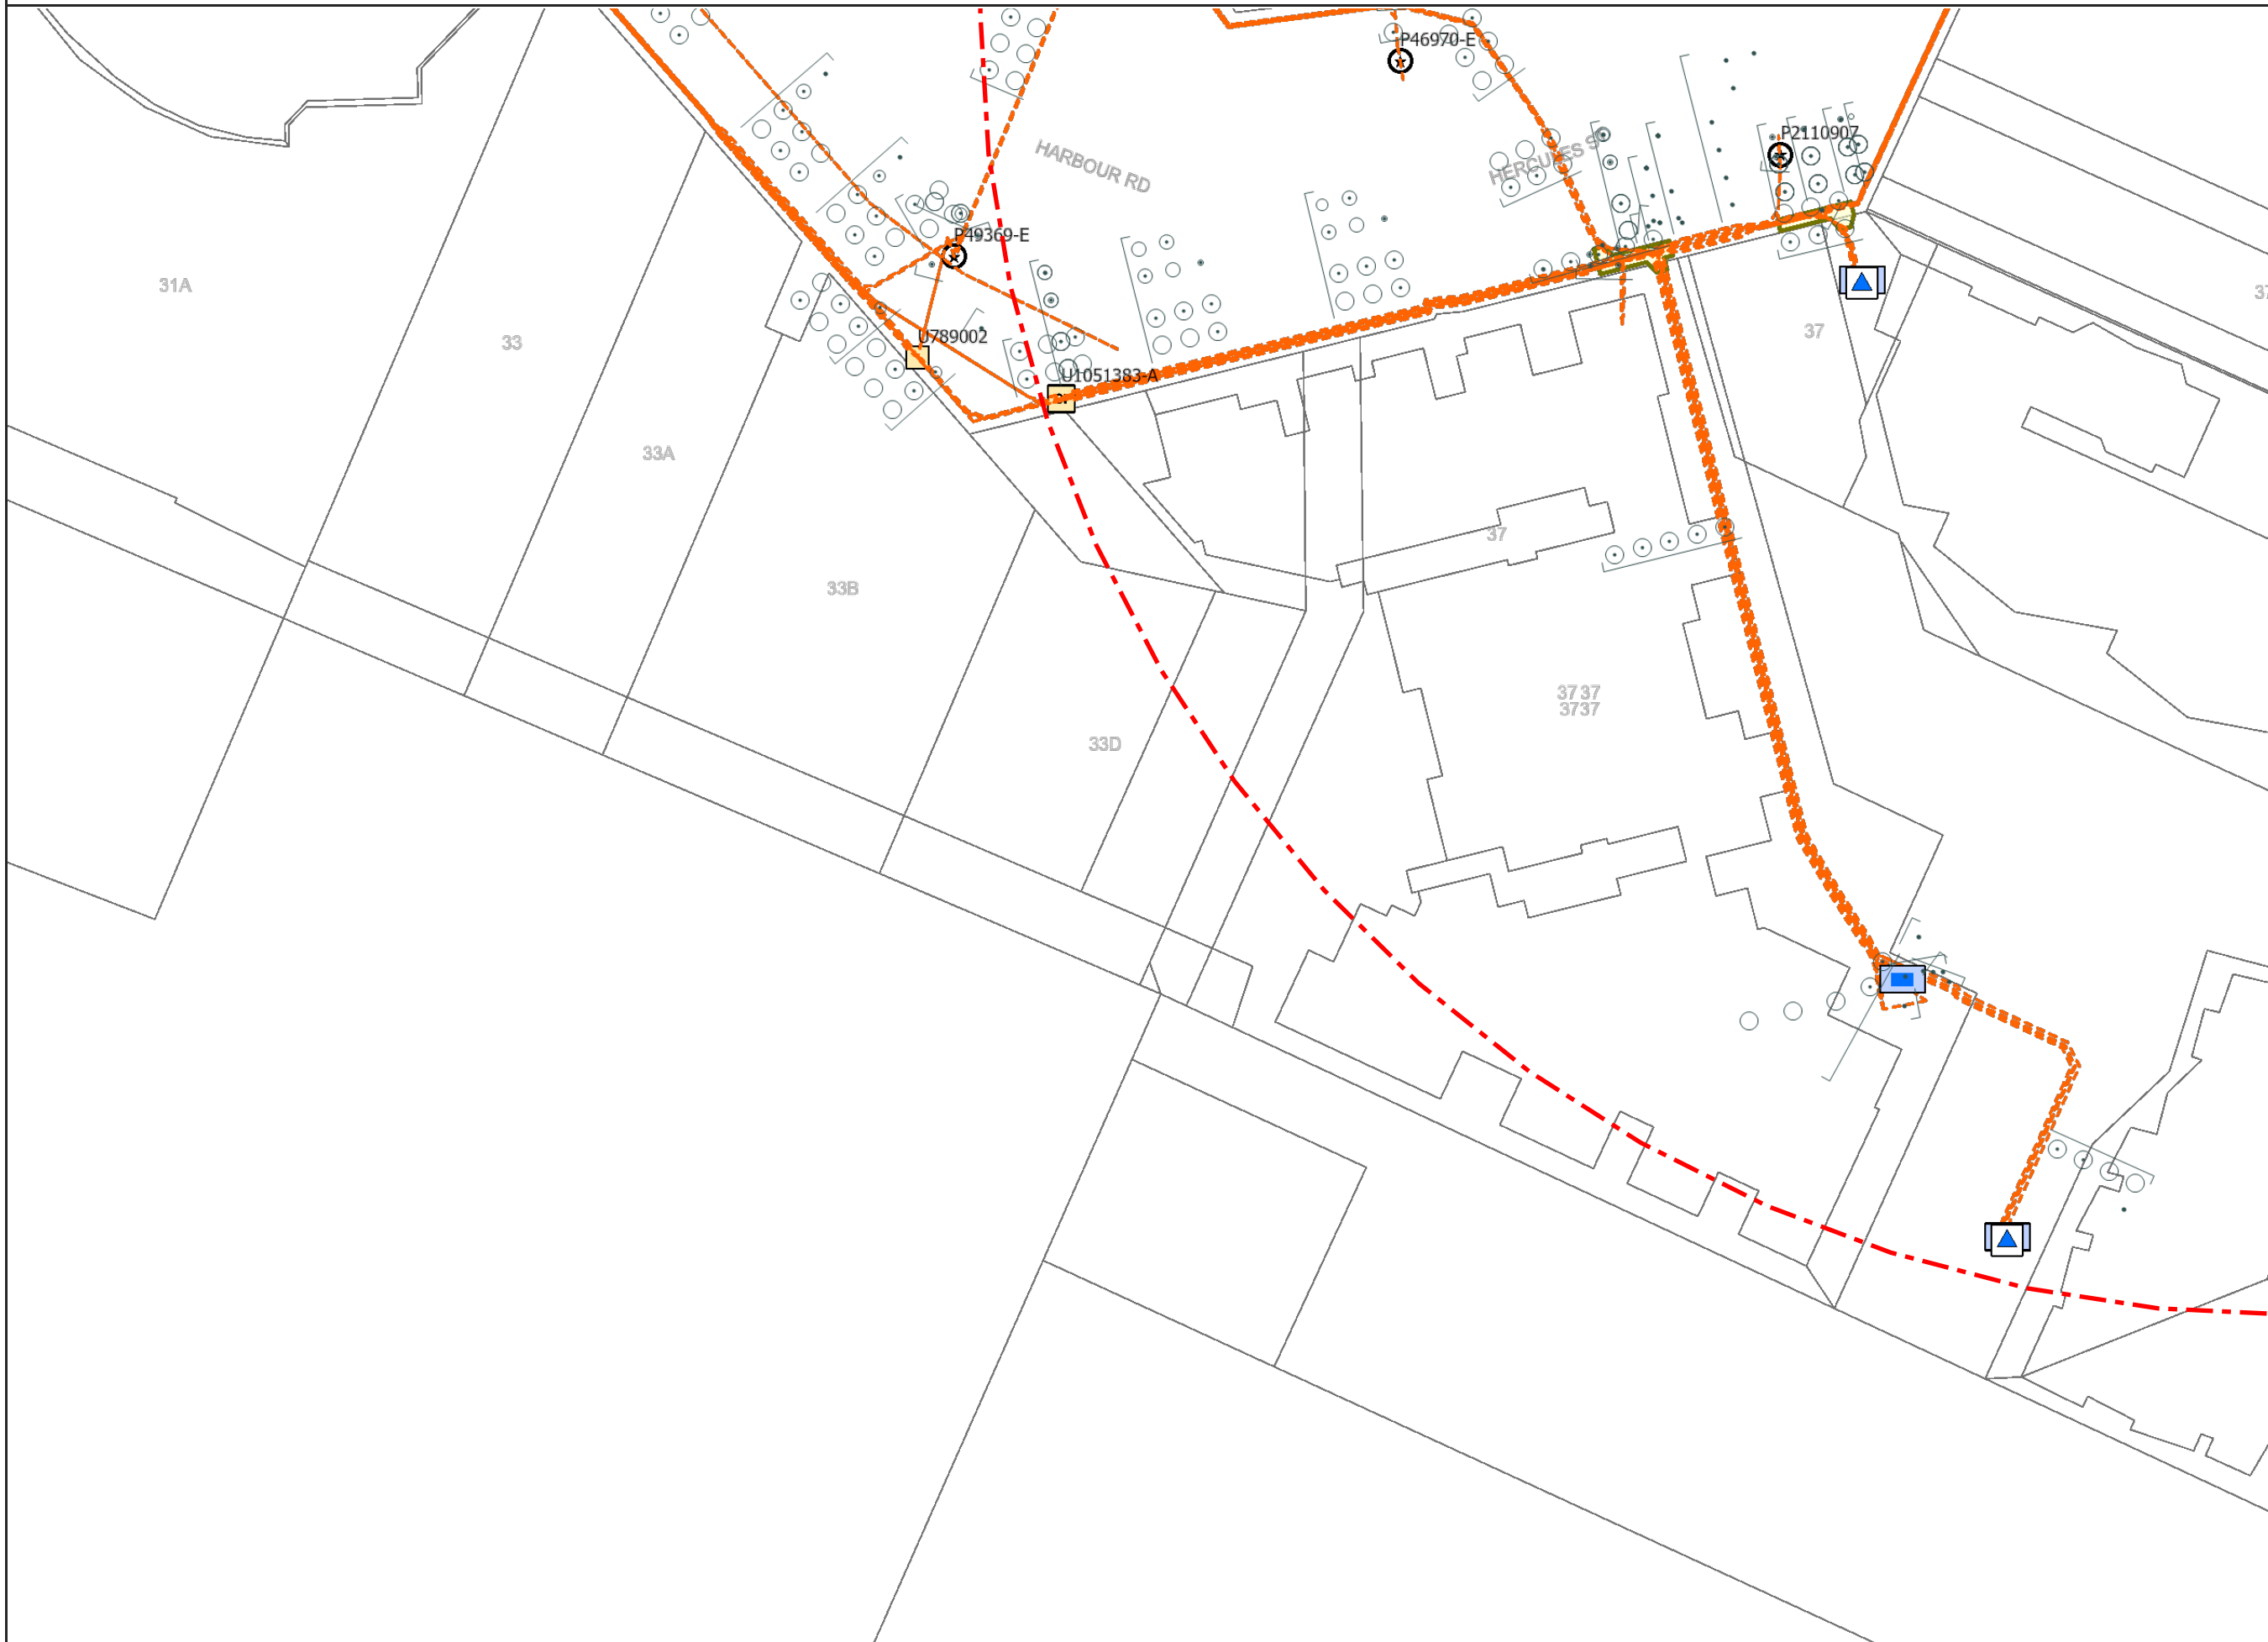 P46970-E
HARBOUR RD
HERCULES ST
P2110907
P49369-E
31A
33
U789002
37
U1051383-A
33A
37
33B
37 37
3737
33D